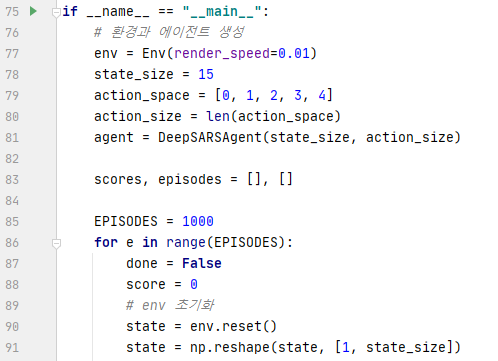 75 if __name__ == "__main__":
76     # 환경과 에이전트 생성
77     env = Env(render_speed=0.01)
78     state_size = 15
79     action_space = [0, 1, 2, 3, 4]
80     action_size = len(action_space)
81     agent = DeepSARSAgent(state_size, action_size)
82
83     scores, episodes = [], []
84
85     EPISODES = 1000
86     for e in range(EPISODES):
87         done = False
88         score = 0
89         # env 초기화
90         state = env.reset()
91         state = np.reshape(state, [1, state_size])